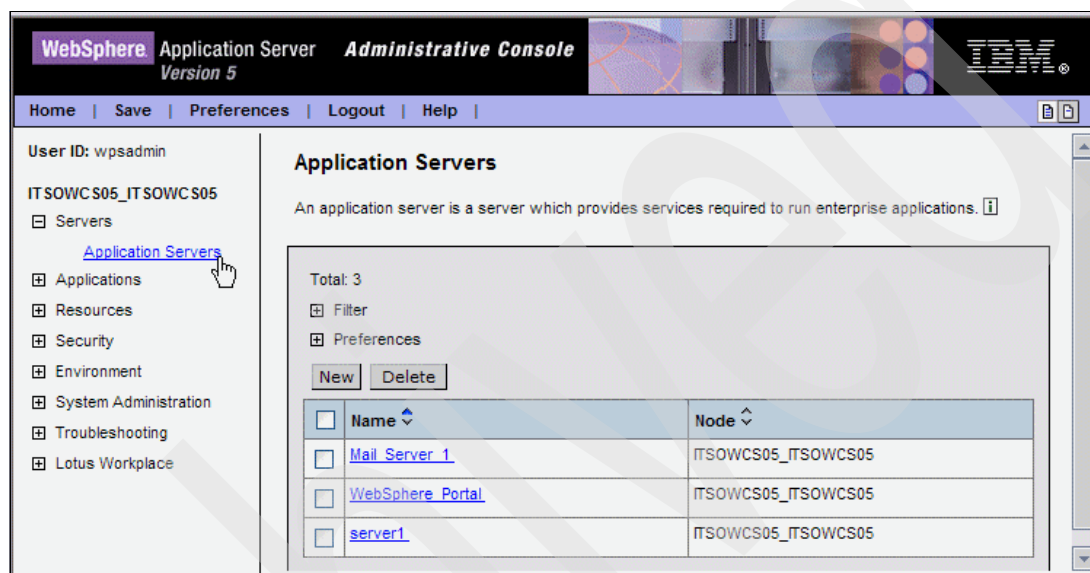 WebSphere Application Server Administrative Console
Version 5
IBM®
Home | Save | Preferences | Logout | Help |
User ID: wpsadmin
ITSOWCS05_ITSOWCS05
Servers
Application Servers
Applications
Resources
Security
Environment
System Administration
Troubleshooting
Lotus Workplace
Application Servers
An application server is a server which provides services required to run enterprise applications. i
Total: 3
Filter
Preferences
New Delete
Name Node
Mail_Server_1 ITSOWCS05_ITSOWCS05
WebSphere_Portal ITSOWCS05_ITSOWCS05
server1 ITSOWCS05_ITSOWCS05